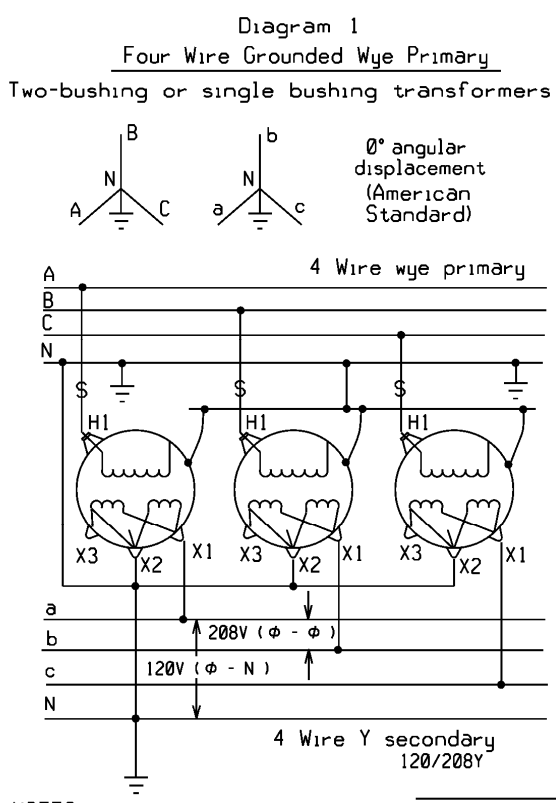 Diagram 1
Four Wire Grounded Wye Primary
Two-bushing or single bushing transformers
B
N
A
C
b
N
a
c
0° angular
displacement
(American
Standard)
4 Wire wye primary
A
B
C
N
S
S
S
H1
H1
H1
X3
X2
X1
X3
X2
X1
X3
X2
X1
a
208V (Φ - Φ)
b
120V (Φ - N)
c
N
4 Wire Y secondary
120/208Y